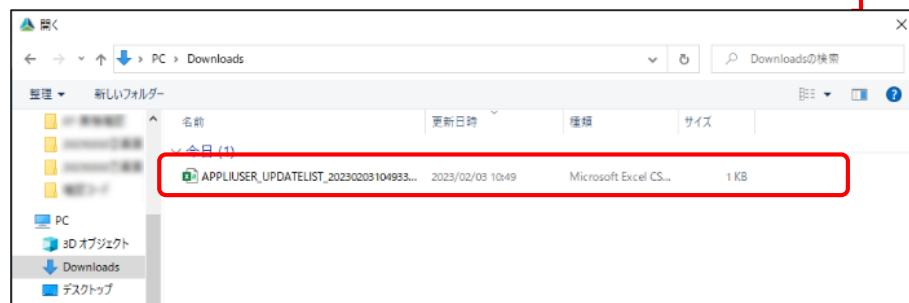 開く
PC > Downloads
Downloadsの検索
整理 新しいフォルダー
名前 更新日時 種類 サイズ
今日 (1)
APPLIUSER_UPDATELIST_20230203104933... 2023/02/03 10:49 Microsoft Excel CS... 1 KB
PC
3D オブジェクト
Downloads
デスクトップ